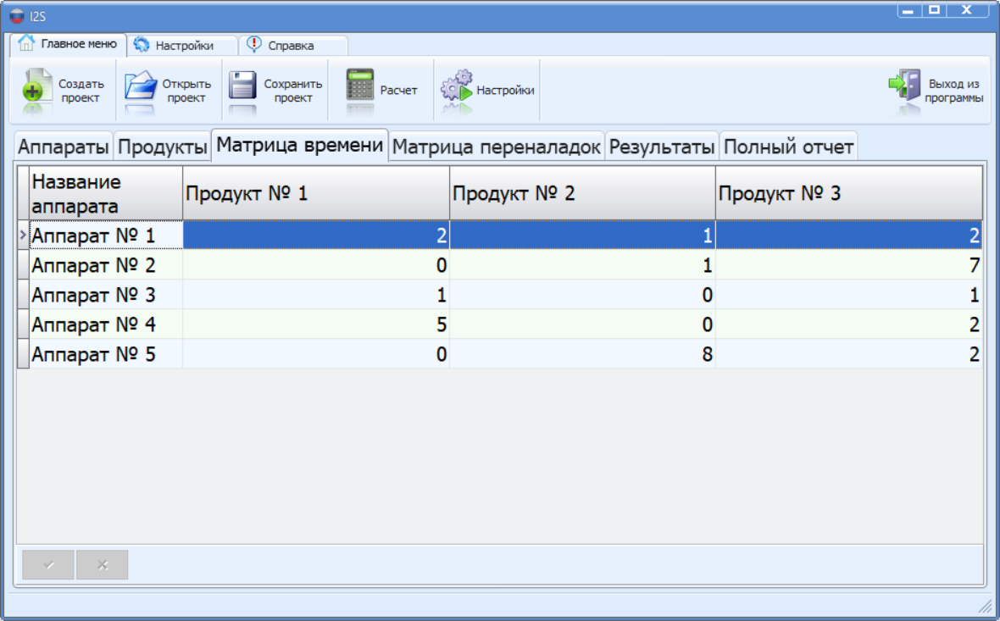 I2S
Главное меню Настройки Справка
Создать проект Открыть проект Сохранить проект Расчет Настройки Выход из программы
Аппараты Продукты Матрица времени Матрица переналадок Результаты Полный отчет
Название аппарата Продукт № 1 Продукт № 2 Продукт № 3
Аппарат № 1 2 1 2
Аппарат № 2 0 1 7
Аппарат № 3 1 0 1
Аппарат № 4 5 0 2
Аппарат № 5 0 8 2